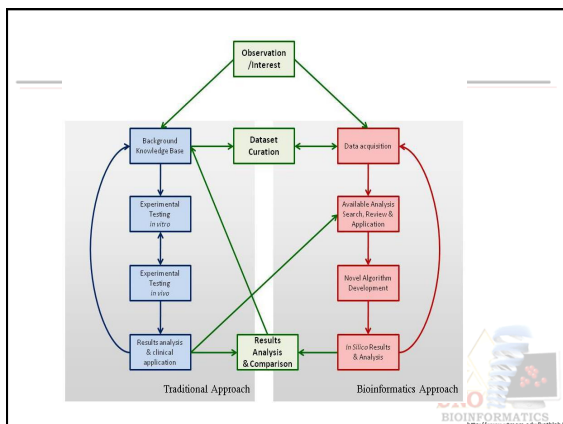 Observation
/Interest
Background
Knowledge Base
Dataset
Curation
Data acquisition
Experimental
Testing
in vitro
Available Analysis
Search, Review &
Application
Experimental
Testing
in vivo
Novel Algorithm
Development
Results analysis
& clinical
application
Results
Analysis
& Comparison
In Silico Results
& Analysis
Traditional Approach
Bioinformatics Approach
BIOINFORMATICS